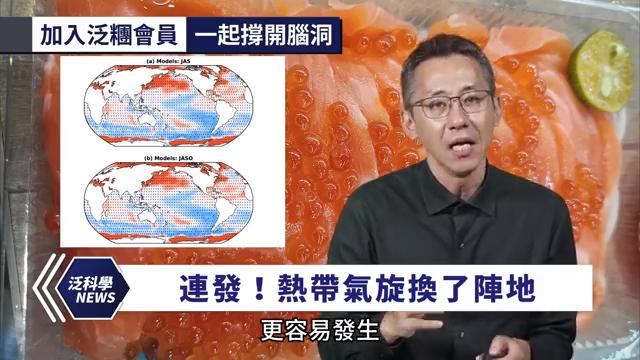 加入泛糰會員 一起撐開腦洞
(a) Models: JAS
(b) Models: JASO
泛科學
NEWS
連發！熱帶氣旋換了陣地
更容易發生